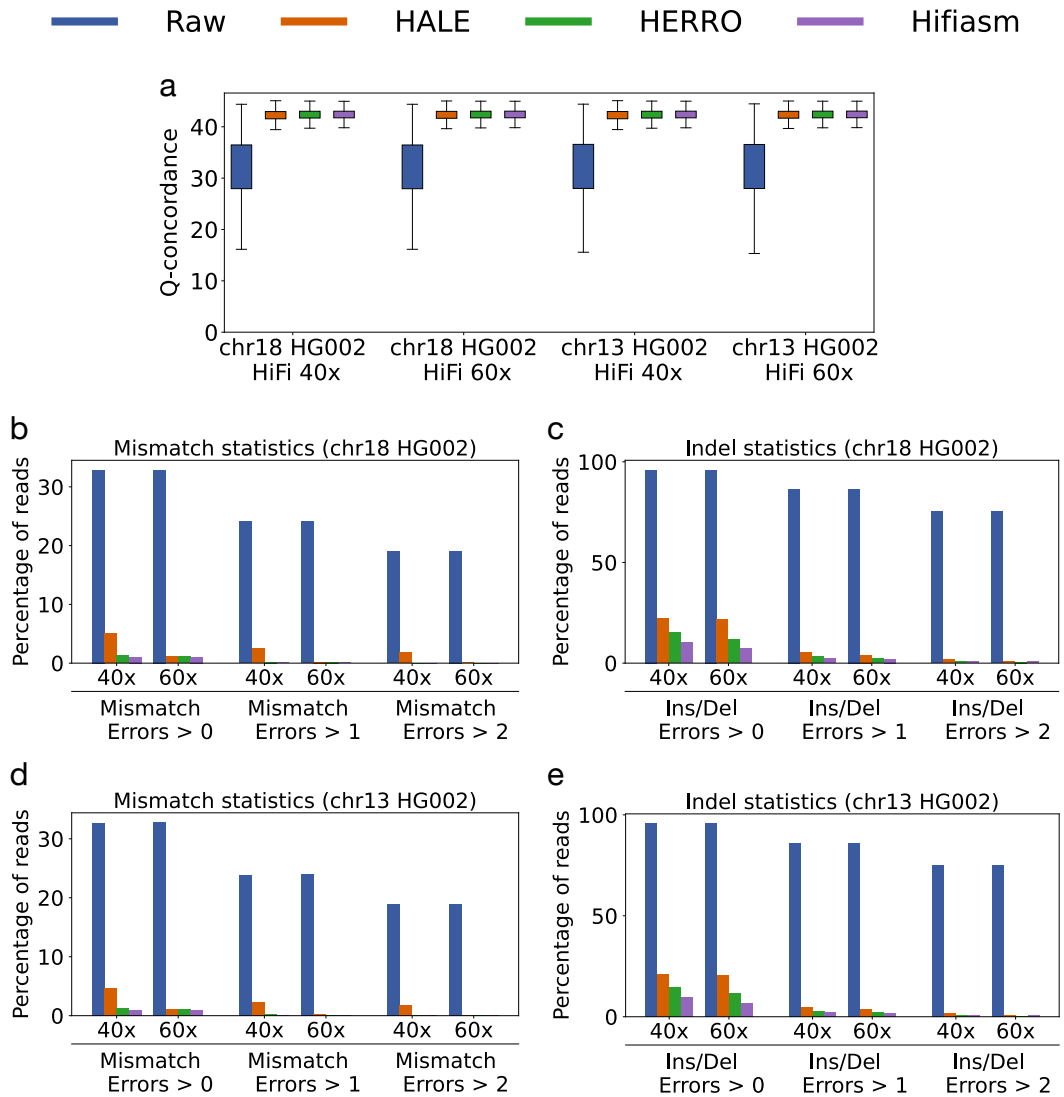 Raw HALE HERRO Hifiasm
a
Q-concordance
40
30
20
10
0
chr18 HG002 chr18 HG002 chr13 HG002 chr13 HG002
HiFi 40x HiFi 60x HiFi 40x HiFi 60x
b
Mismatch statistics (chr18 HG002)
Percentage of reads
30
20
10
0
40x 60x 40x 60x 40x 60x
Mismatch Mismatch Mismatch
Errors > 0 Errors > 1 Errors > 2
c
Indel statistics (chr18 HG002)
Percentage of reads
100
50
0
40x 60x 40x 60x 40x 60x
Ins/Del Ins/Del Ins/Del
Errors > 0 Errors > 1 Errors > 2
d
Mismatch statistics (chr13 HG002)
Percentage of reads
30
20
10
0
40x 60x 40x 60x 40x 60x
Mismatch Mismatch Mismatch
Errors > 0 Errors > 1 Errors > 2
e
Indel statistics (chr13 HG002)
Percentage of reads
100
50
0
40x 60x 40x 60x 40x 60x
Ins/Del Ins/Del Ins/Del
Errors > 0 Errors > 1 Errors > 2